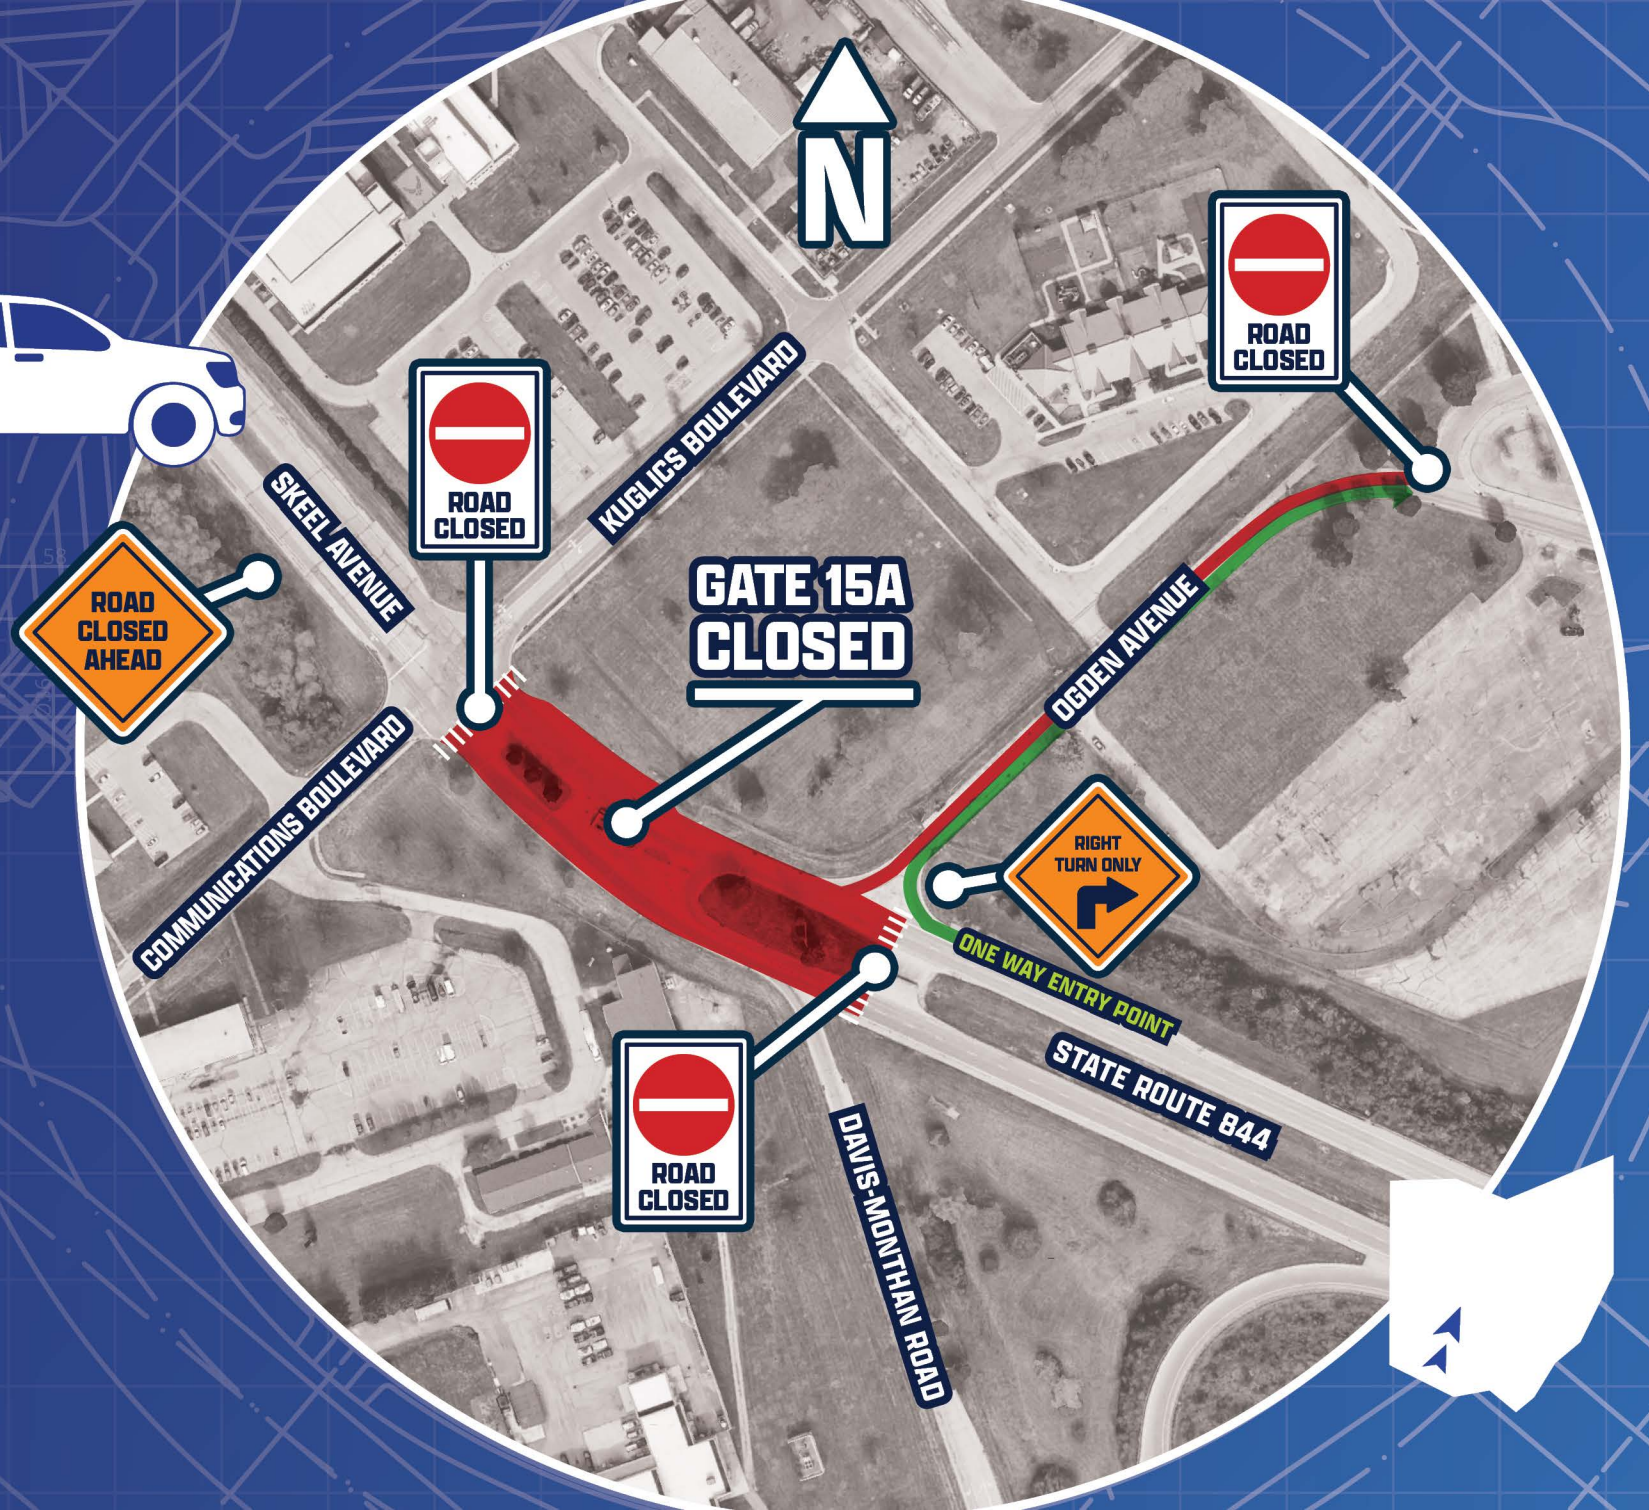 N
ROAD
CLOSED
KUGLICS BOULEVARD
ROAD
CLOSED
SKEEL AVENUE
ROAD
CLOSED
AHEAD
GATE 15A
CLOSED
OGDEN AVENUE
COMMUNICATIONS BOULEVARD
RIGHT
TURN ONLY
ONE WAY ENTRY POINT
STATE ROUTE 844
ROAD
CLOSED
DAVIS-MONTHAN ROAD